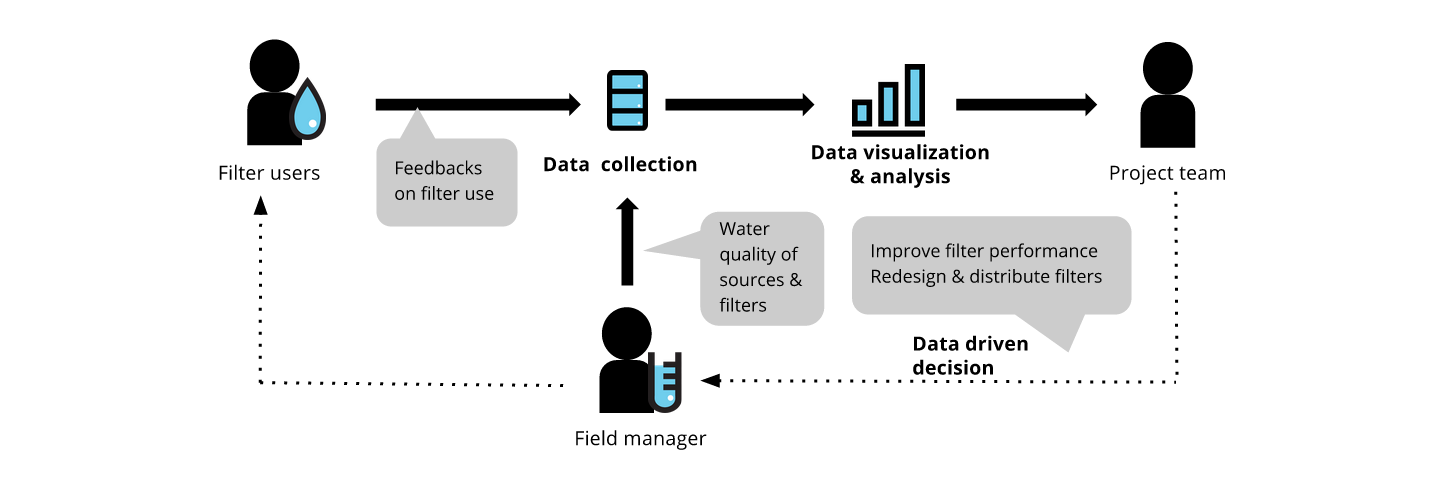 Filter users
Feedbacks
on filter use
Data collection
Data visualization
& analysis
Project team
Water
quality of
sources &
filters
Improve filter performance
Redesign & distribute filters
Data driven
decision
Field manager